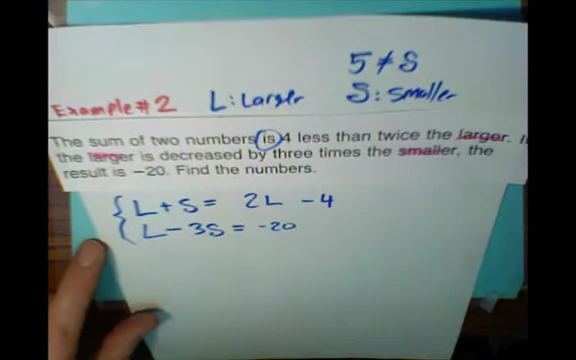 5 ≠ S
Example #2 L: Larger S: smaller
The sum of two numbers is 4 less than twice the larger. I
the larger is decreased by three times the smaller, the
result is −20. Find the numbers.
L + S = 2L - 4
L - 3S = -20